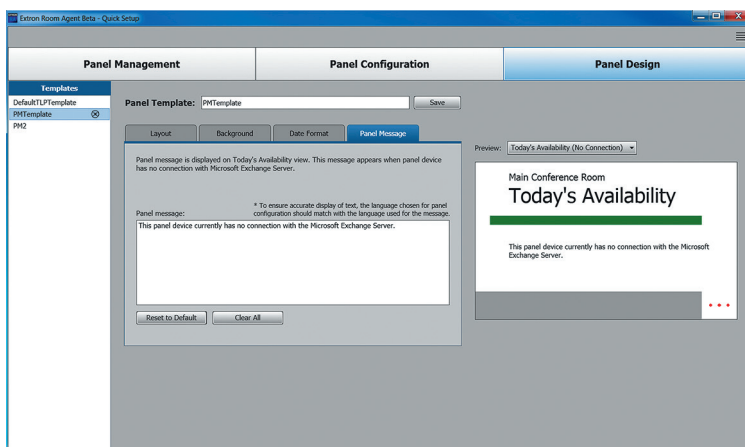 Extron Room Agent Beta - Quick Setup
Panel Management
Panel Configuration
Panel Design
Templates
DefaultTLPTemplate
PMTemplate
PM2
Panel Template:
PMTemplate
Save
Layout
Background
Date Format
Panel Message
Panel message is displayed on Today's Availability view. This message appears when panel device
has no connection with Microsoft Exchange Server.
* To ensure accurate display of text, the language chosen for panel
configuration should match with the language used for the message.
Panel message:
This panel device currently has no connection with the Microsoft Exchange Server.
Reset to Default
Clear All
Preview:
Today's Availability (No Connection)
Main Conference Room
Today's Availability
This panel device currently has no connection with the Microsoft
Exchange Server.